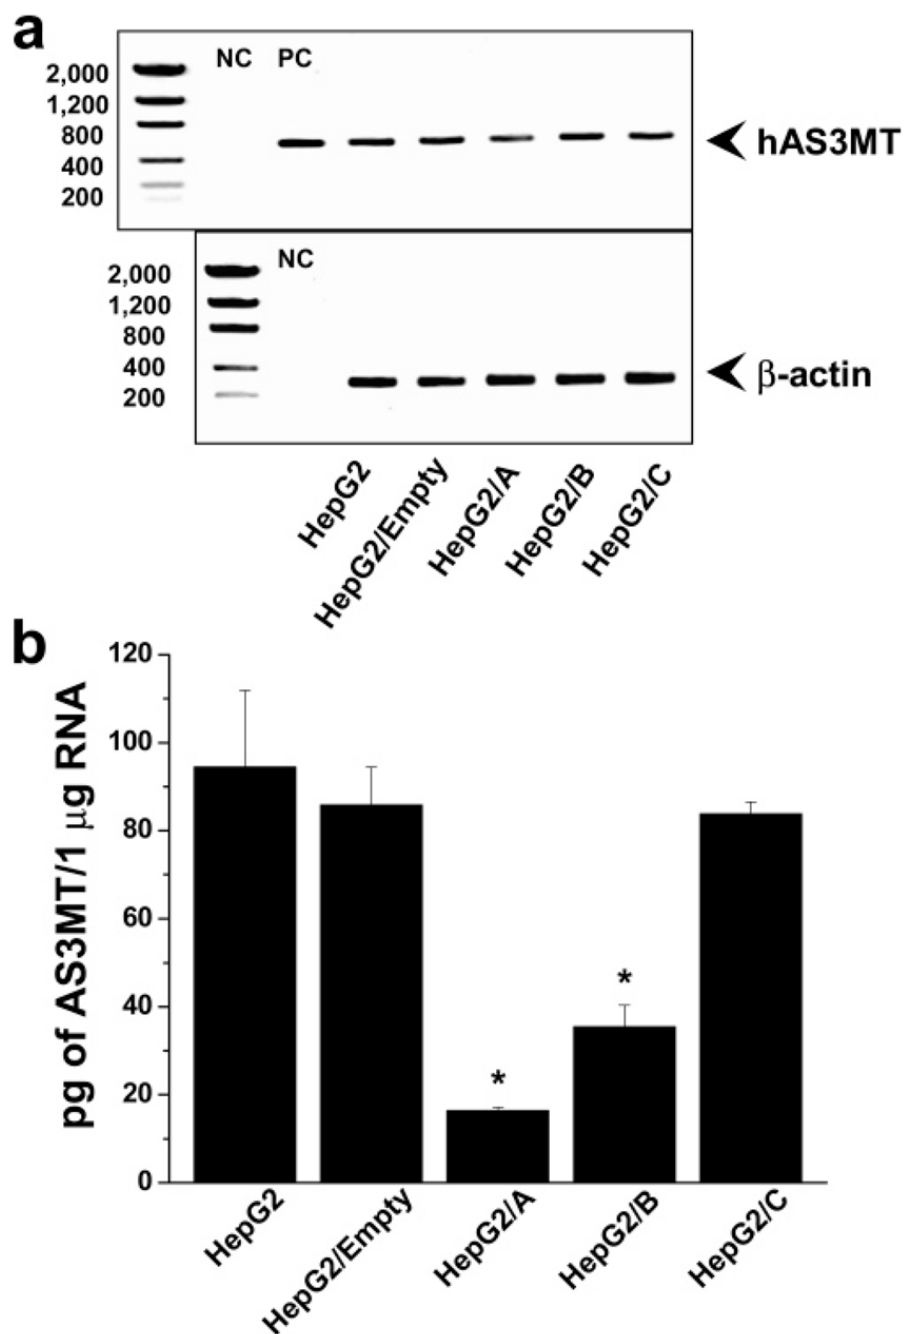 a
NC PC
2,000
1,200
800
400
200
hAS3MT
NC
2,000
1,200
800
400
200
β-actin
HepG2
HepG2/Empty
HepG2/A
HepG2/B
HepG2/C
b
pg of AS3MT/1 μg RNA
120
100
80
60
40
20
0
*
*
HepG2
HepG2/Empty
HepG2/A
HepG2/B
HepG2/C